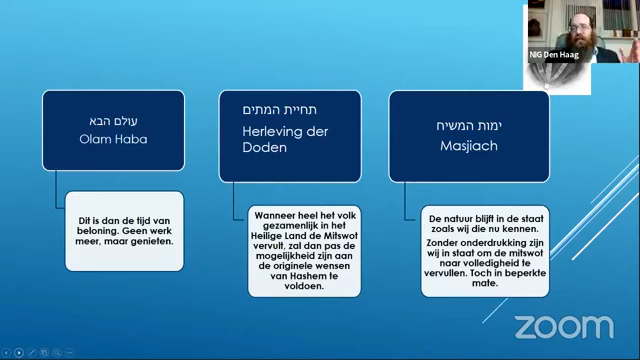 NIG Den Haag
עולם הבא
Olam Haba
תחיית המתים
Herleving der
Doden
ימות המשיח
Masjiach
Dit is dan de tijd van
beloning. Geen werk
meer, maar genieten.
Wanneer heel het volk
gezamenlijk in het
Heilige Land de Mitswot
vervult, zal dan pas de
mogelijkheid zijn aan
de originele wensen
van Hashem te
voldoen.
De natuur blijft in de staat
zoals wij die nu kennen.
Zonder onderdrukking zijn
wij in staat om de mitswot
naar volledigheid te
vervullen. Toch in beperkte
mate.
zoom